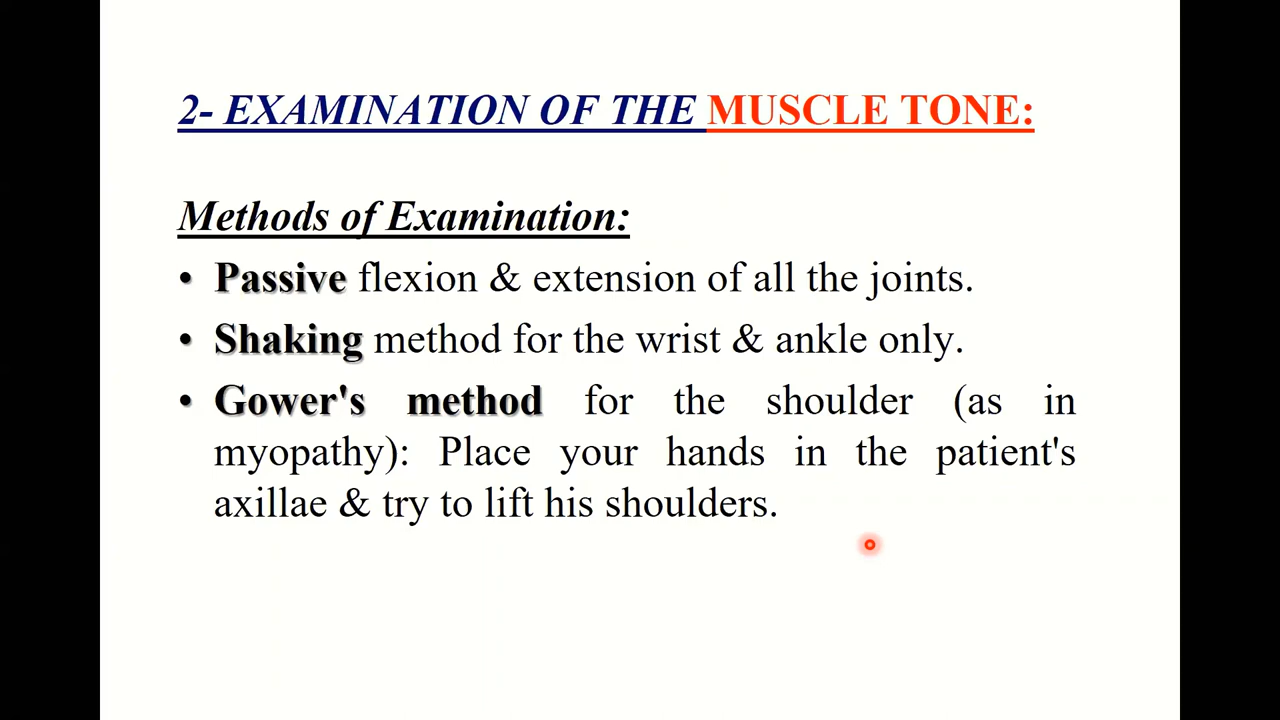 2- EXAMINATION OF THE MUSCLE TONE:
Methods of Examination:
• Passive flexion & extension of all the joints.
• Shaking method for the wrist & ankle only.
• Gower's method for the shoulder (as in
myopathy): Place your hands in the patient's
axillae & try to lift his shoulders.